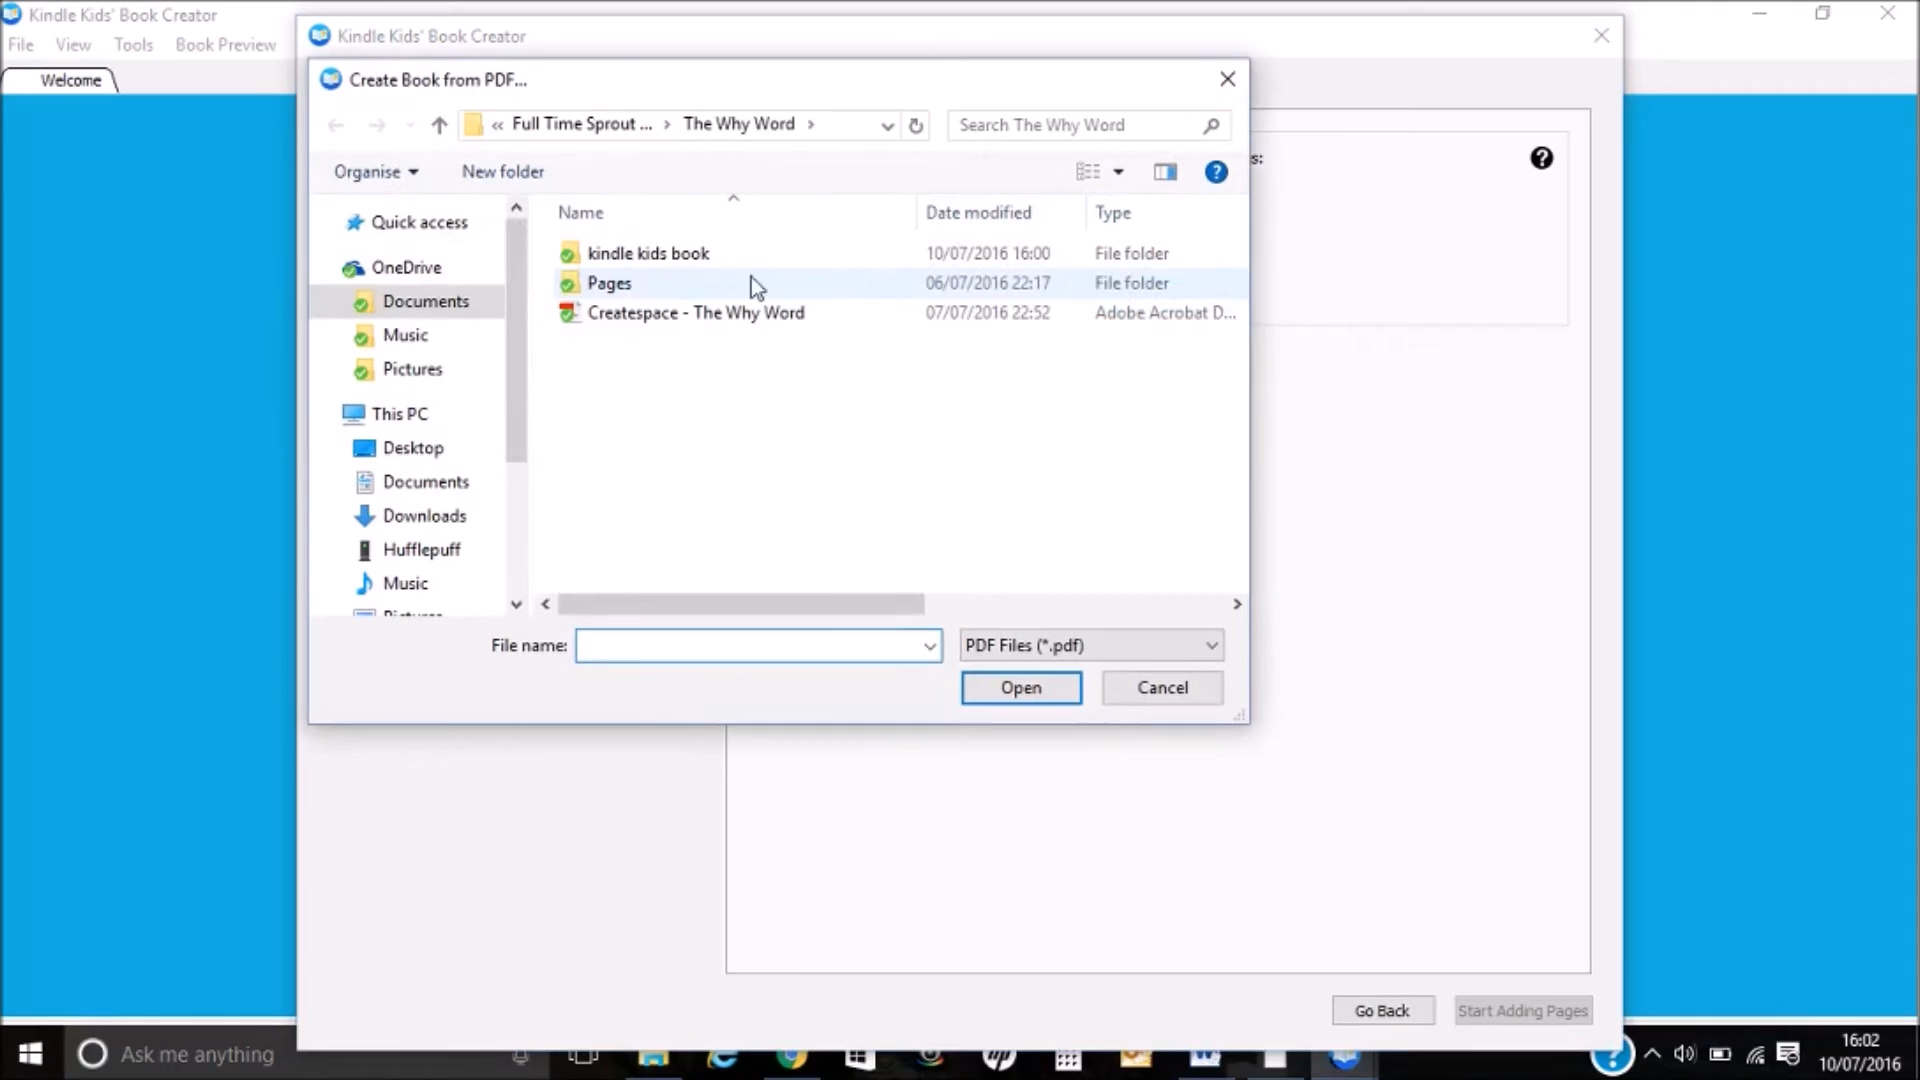 Kindle Kids' Book Creator
File View Tools Book Preview
Welcome
Kindle Kids' Book Creator
Create Book from PDF...
« Full Time Sprout ... > The Why Word >
Search The Why Word
Organise
New folder
s:
Name
Date modified
Type
kindle kids book 10/07/2016 16:00 File folder
Pages 06/07/2016 22:17 File folder
Createspace - The Why Word 07/07/2016 22:52 Adobe Acrobat D...
Quick access
OneDrive
Documents
Music
Pictures
This PC
Desktop
Documents
Downloads
Hufflepuff
Music
Pictures
File name:
PDF Files (*.pdf)
Open
Cancel
Go Back
Start Adding Pages
Ask me anything
16:02
10/07/2016